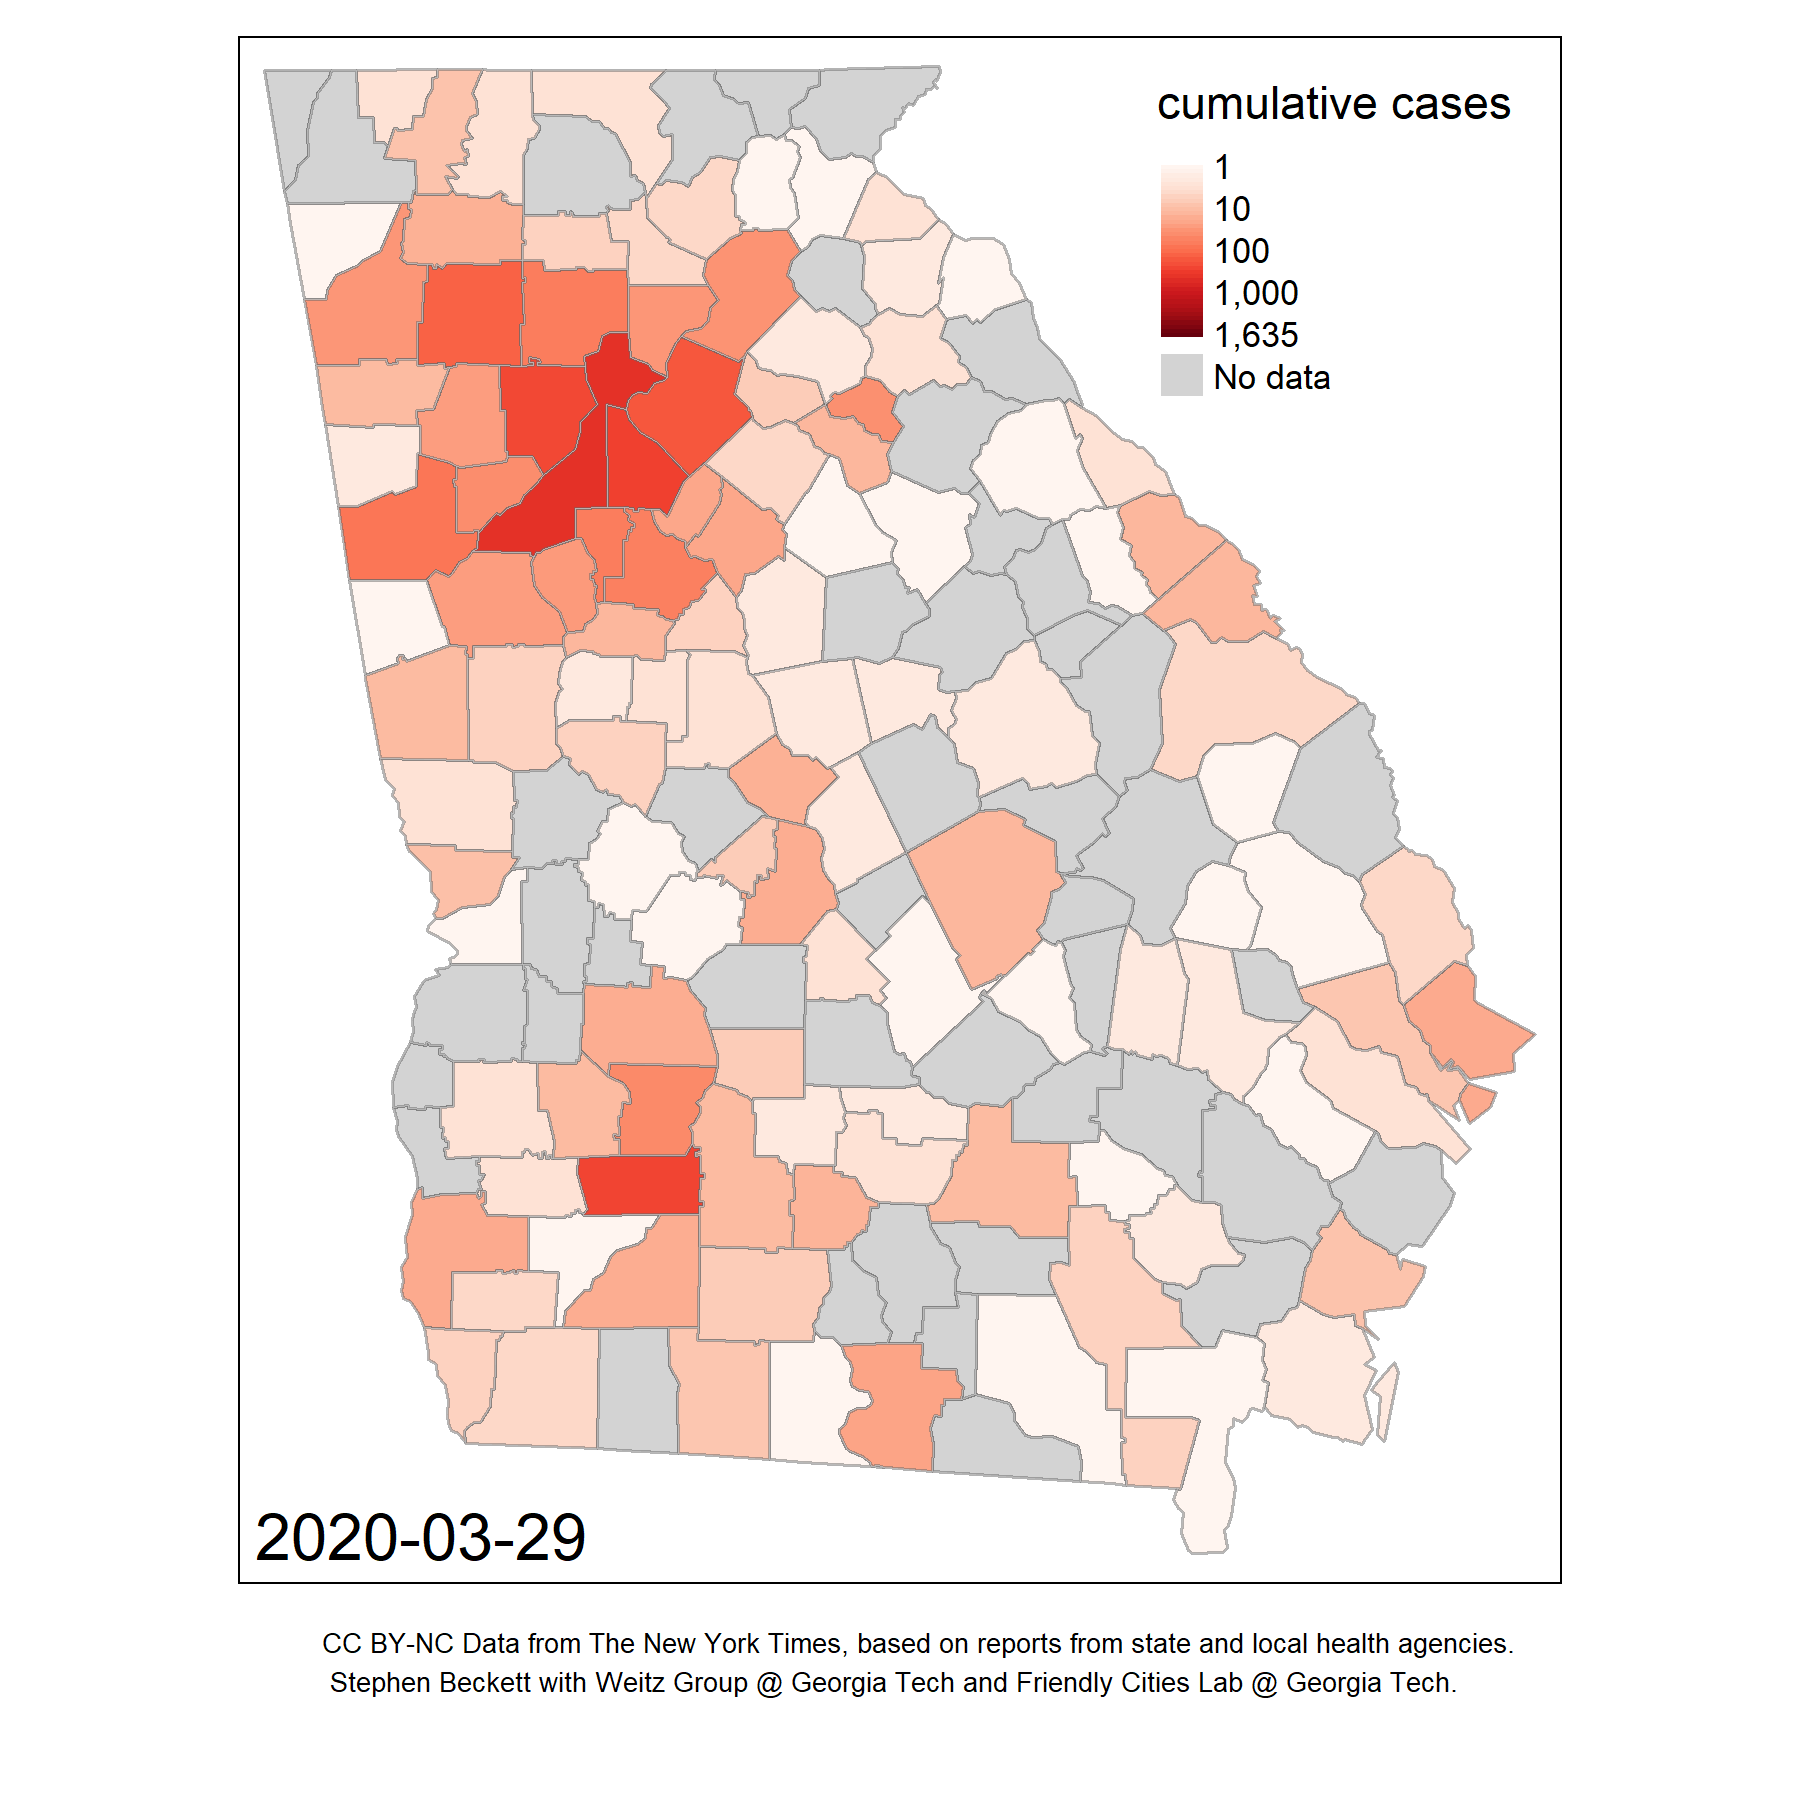 cumulative cases
1
10
100
1,000
1,635
No data
2020-03-29
CC BY-NC Data from The New York Times, based on reports from state and local health agencies.
Stephen Beckett with Weitz Group @ Georgia Tech and Friendly Cities Lab @ Georgia Tech.